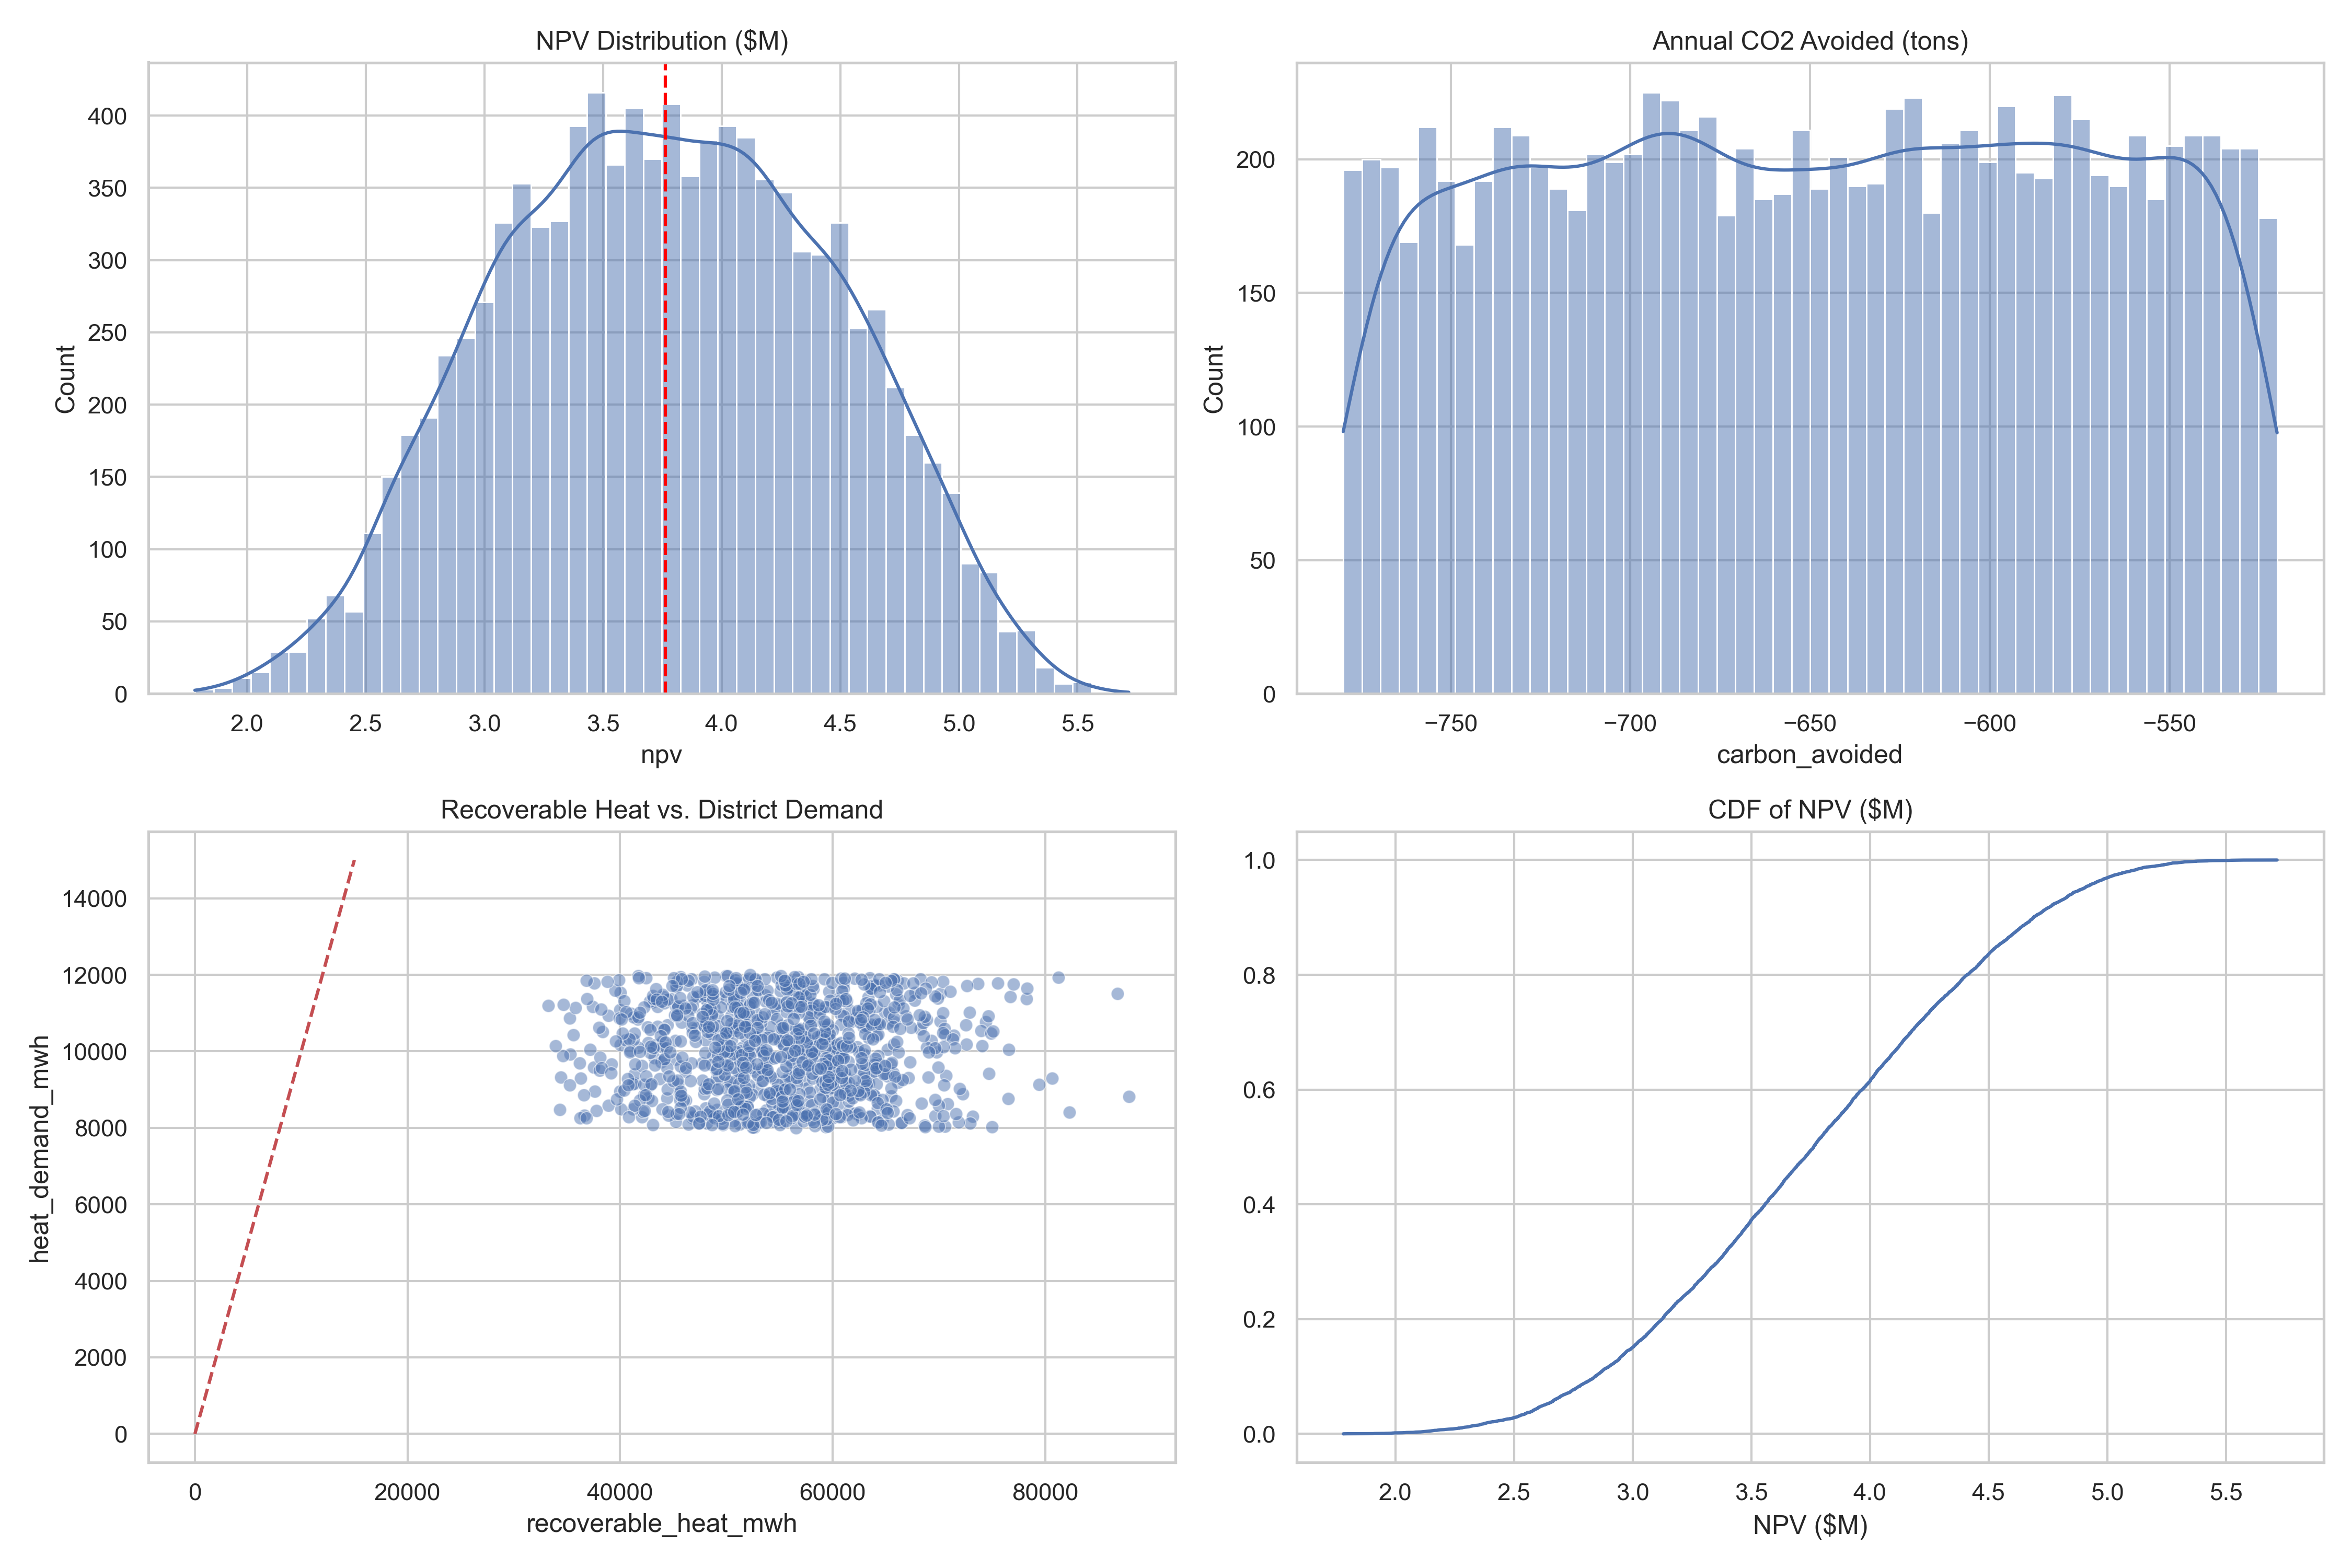 NPV Distribution ($M)
Count
400
350
300
250
200
150
100
50
0
2.0 2.5 3.0 3.5 4.0 4.5 5.0 5.5
npv
Annual CO2 Avoided (tons)
Count
200
150
100
50
0
−750 −700 −650 −600 −550
carbon_avoided
Recoverable Heat vs. District Demand
heat_demand_mwh
14000
12000
10000
8000
6000
4000
2000
0
0 20000 40000 60000 80000
recoverable_heat_mwh
CDF of NPV ($M)
1.0
0.8
0.6
0.4
0.2
0.0
2.0 2.5 3.0 3.5 4.0 4.5 5.0 5.5
NPV ($M)